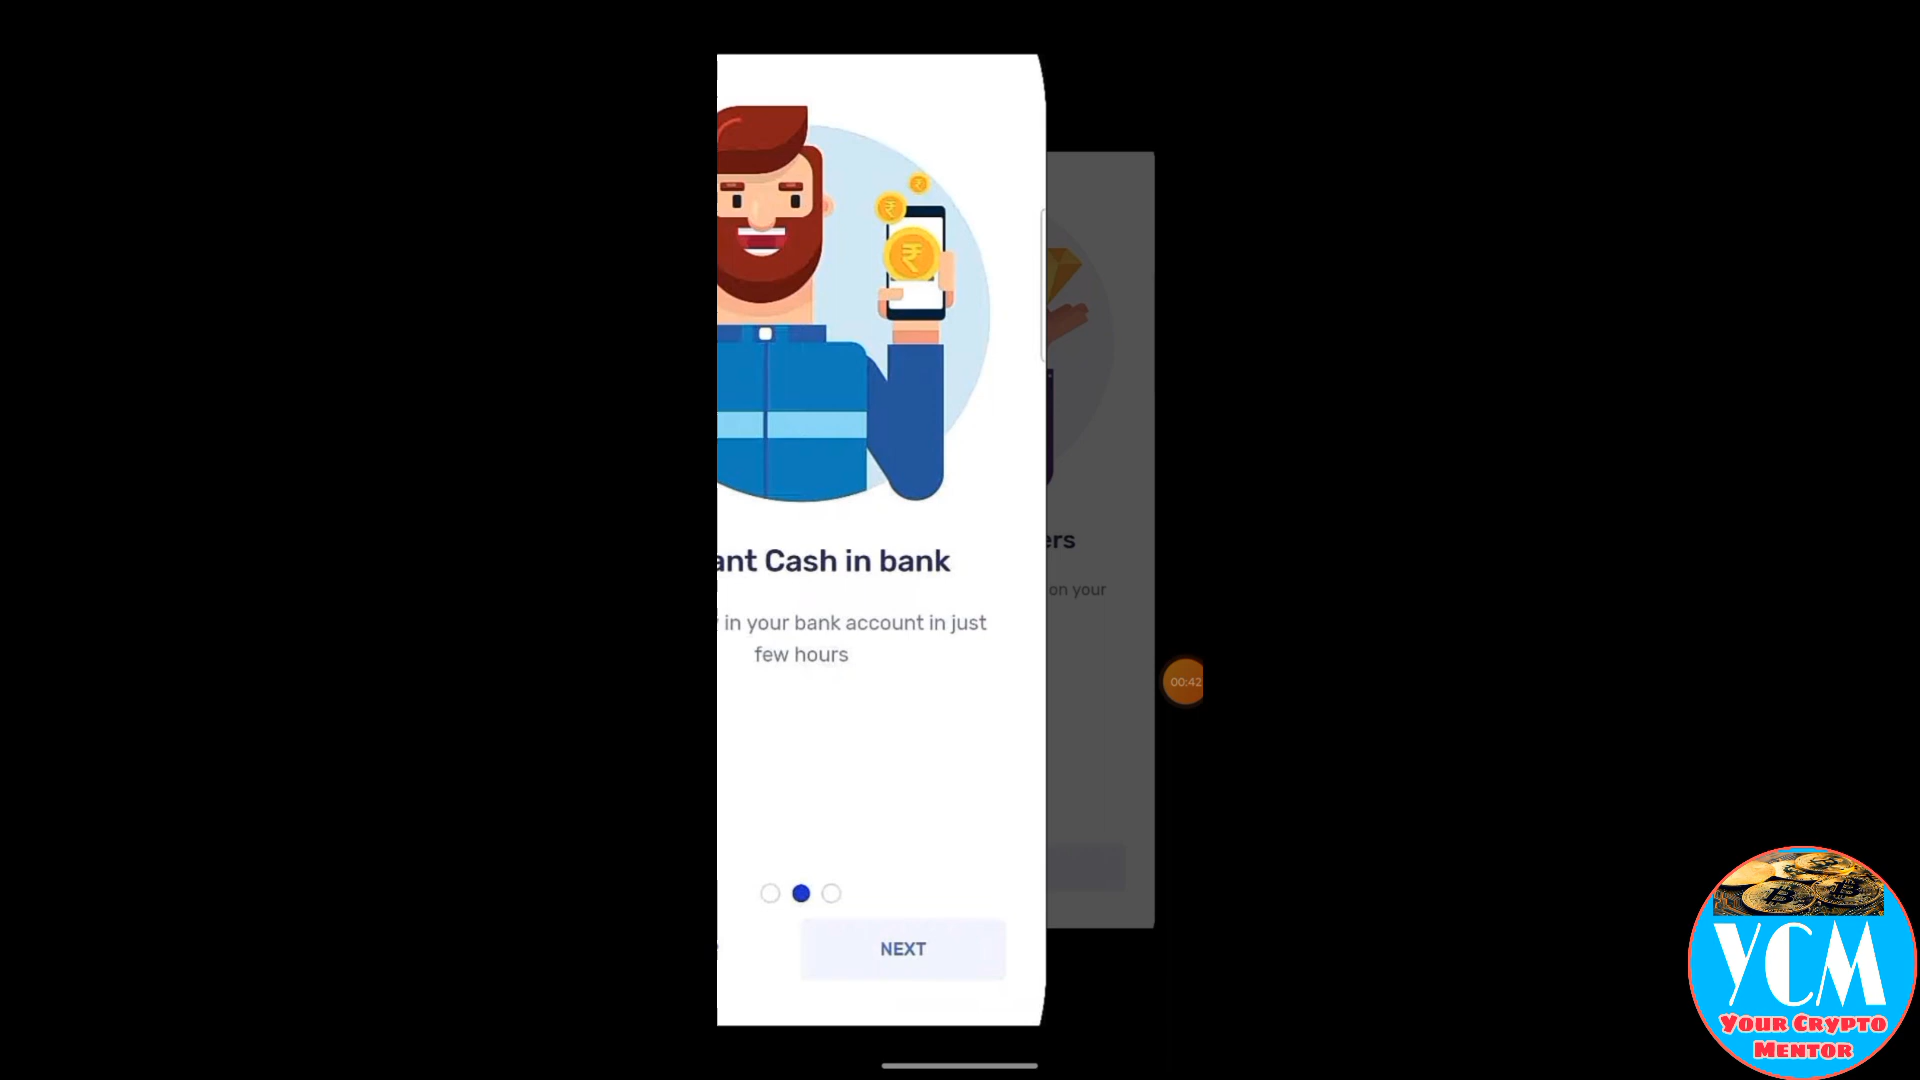 ant Cash in bank
in your bank account in just
few hours
NEXT
ers
on your
00:42
YCM
Your Crypto
Mentor